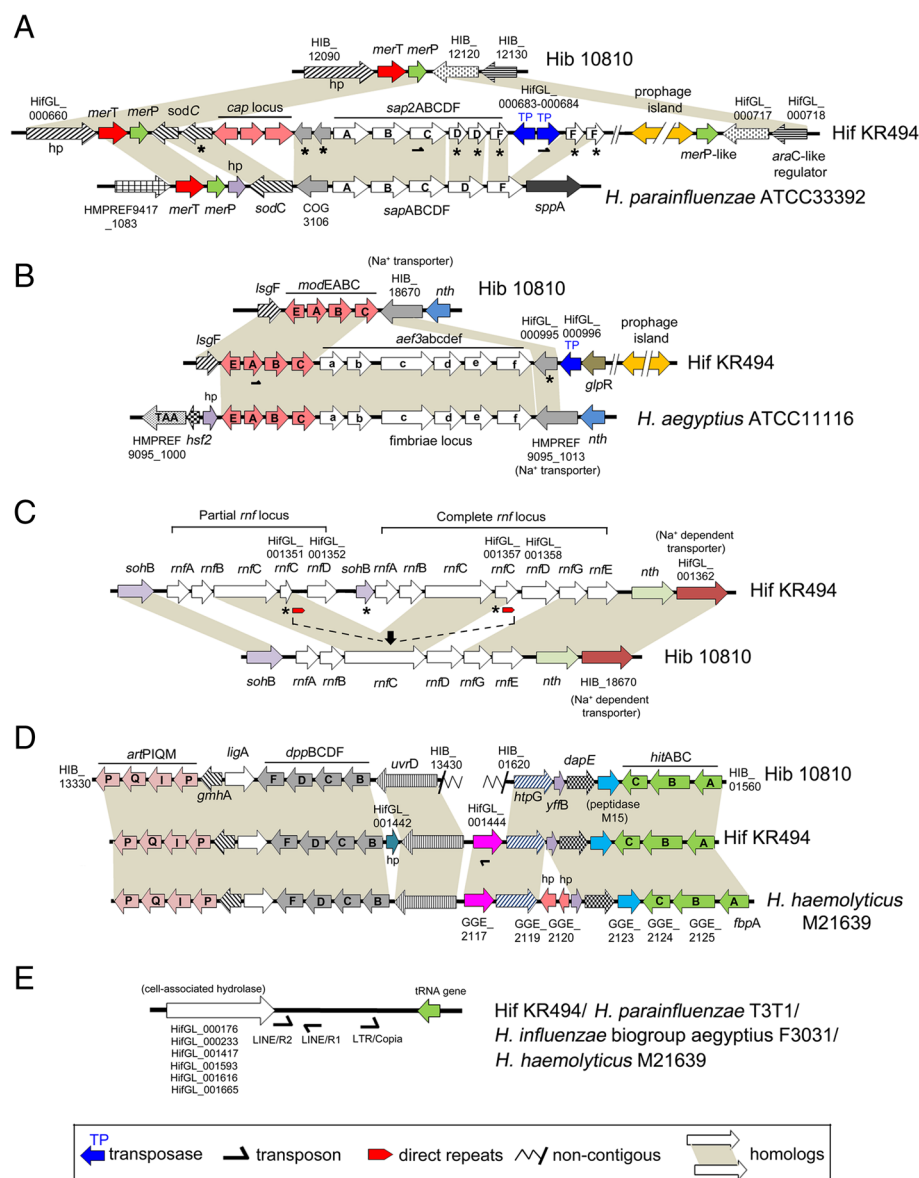 A
HIB_
12090
merT
merP
HIB_
12120
HIB_
12130
Hib 10810
hp
HifGL_
000660
merT
merP
sodC
cap locus
sap2ABCDF
HifGL_
000683-000684
prophage
island
HifGL_
000717
HifGL_
000718
A B C D D F TP TP F F
Hif KR494
hp
* * * * * * *
merP-like
araC-like
regulator
hp
A B C D F
H. parainfluenzae ATCC33392
HMPREF9417
_1083
merT
merP
sodC
COG
3106
sapABCDF
sppA
B
(Na⁺ transporter)
lsgF
modEABC
HIB_
18670
nth
Hib 10810
E A B C
lsgF
aef3abcdef
HifGL_
000995
HifGL_
000996
prophage
island
TP
E A B C a b c d e f
Hif KR494
*
glpR
hp
TAA E A B C a b c d e f
H. aegyptius ATCC11116
HMPREF
9095_1000
hsf2
fimbriae locus
HMPREF
9095_1013
(Na⁺ transporter)
nth
C
Partial rnf locus
Complete rnf locus
HifGL_
001351
HifGL_
001352
HifGL_
001357
HifGL_
001358
(Na⁺ dependent
transporter)
HifGL_
001362
sohB
rnfA
rnfB
rnfC
rnfC
rnfD
sohB
rnfA
rnfB
rnfC
rnfC
rnfD
rnfG
rnfE
nth
Hif KR494
* * *
Hib 10810
sohB
rnfA
rnfB
rnfC
rnfD
rnfG
rnfE
nth
HIB_18670
(Na⁺ dependent
transporter)
D
HIB_
13330
artPIQM
ligA
dppBCDF
uvrD
HIB_
13430
HIB_
01620
dapE
hitABC
HIB_
01560
P Q I P F D C B C B A
Hib 10810
gmhA
htpG
yffB
(peptidase
M15)
HifGL_
001442
HifGL_
001444
Hif KR494
P Q I P F D C B C B A
hp
hp hp
P Q I P F D C B C B A
H. haemolyticus
M21639
GGE_
2117
GGE_
2119
GGE_
2120
GGE_
2123
GGE_
2124
GGE_
2125
fbpA
E
(cell-associated hydrolase)
tRNA gene
HifGL_000176
HifGL_000233
HifGL_001417
HifGL_001593
HifGL_001616
HifGL_001665
LINE/R2
LINE/R1
LTR/Copia
Hif KR494/ H. parainfluenzae T3T1/
H. influenzae biogroup aegyptius F3031/
H. haemolyticus M21639
TP
transposase
transposon
direct repeats
non-contiguous
homologs